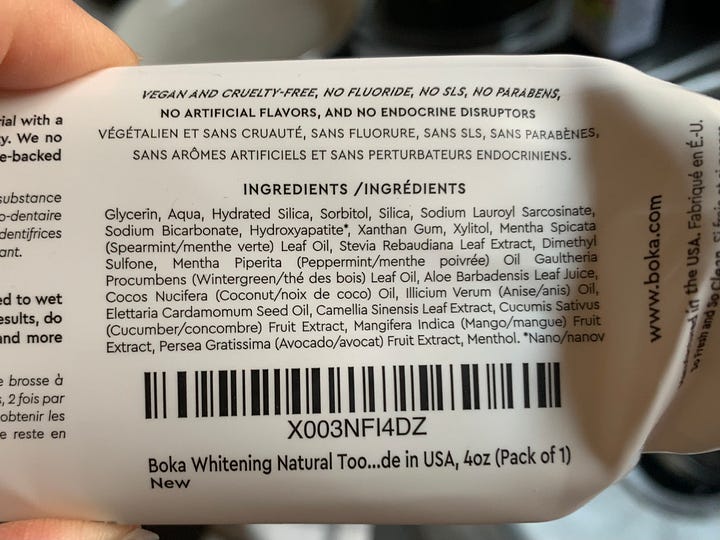 VEGAN AND CRUELTY-FREE, NO FLUORIDE, NO SLS, NO PARABENS,
NO ARTIFICIAL FLAVORS, AND NO ENDOCRINE DISRUPTORS
VÉGÉTALIEN ET SANS CRUAUTÉ, SANS FLUORURE, SANS SLS, SANS PARABÈNES,
SANS ARÔMES ARTIFICIELS ET SANS PERTURBATEURS ENDOCRINIENS.
INGREDIENTS /INGRÉDIENTS
Glycerin, Aqua, Hydrated Silica, Sorbitol, Silica, Sodium Lauroyl Sarcosinate,
Sodium Bicarbonate, Hydroxyapatite*, Xanthan Gum, Xylitol, Mentha Spicata
(Spearmint/menthe verte) Leaf Oil, Stevia Rebaudiana Leaf Extract, Dimethyl
Sulfone, Mentha Piperita (Peppermint/menthe poivrée) Oil Gaultheria
Procumbens (Wintergreen/thé des bois) Leaf Oil, Aloe Barbadensis Leaf Juice,
Cocos Nucifera (Coconut/noix de coco) Oil, Illicium Verum (Anise/anis) Oil,
Elettaria Cardamomum Seed Oil, Camellia Sinensis Leaf Extract, Cucumis Sativus
(Cucumber/concombre) Fruit Extract, Mangifera Indica (Mango/mangue) Fruit
Extract, Persea Gratissima (Avocado/avocat) Fruit Extract, Menthol. *Nano/nanov
X003NFI4DZ
Boka Whitening Natural Too...de in USA, 4oz (Pack of 1)
New
ial with a
y. We no
e-backed
substance
o-dentaire
dentifrices
ant.
ed to wet
esults, do
and more
e brosse à
, 2 fois par
obtenir les
e reste en
www.boka.com
in the USA. Fabriqué en É.-U.
so fresh and so clean.